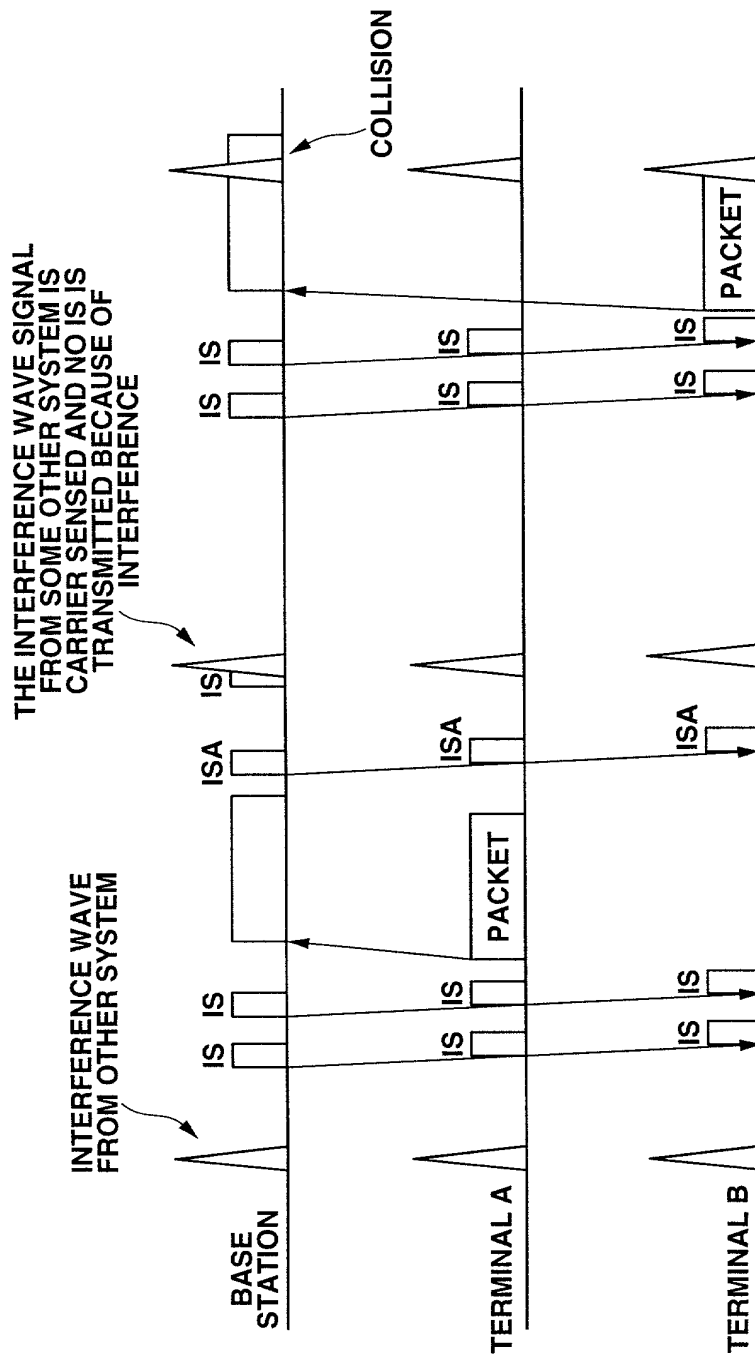 INTERFERENCE WAVE
FROM OTHER SYSTEM
THE INTERFERENCE WAVE SIGNAL
FROM SOME OTHER SYSTEM IS
CARRIER SENSED AND NO IS IS
TRANSMITTED BECAUSE OF
INTERFERENCE
COLLISION
BASE
STATION
IS
IS
ISA
IS
IS
IS
TERMINAL A
IS
IS
PACKET
ISA
IS
IS
TERMINAL B
IS
IS
ISA
IS
IS
PACKET